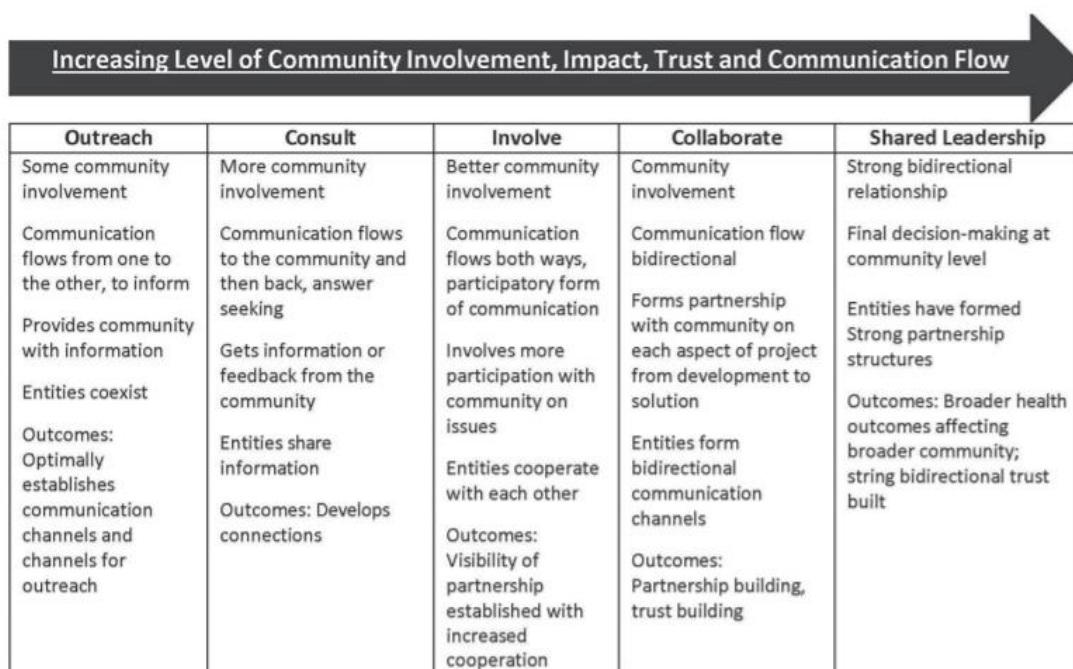 Increasing Level of Community Involvement, Impact, Trust and Communication Flow
Outreach
Some community
involvement
Communication
flows from one to
the other, to inform
Provides community
with information
Entities coexist
Outcomes:
Optimally
establishes
communication
channels and
channels for
outreach
Consult
More community
involvement
Communication flows
to the community and
then back, answer
seeking
Gets information or
feedback from the
community
Entities share
information
Outcomes: Develops
connections
Involve
Better community
involvement
Communication
flows both ways,
participatory form
of communication
Involves more
participation with
community on
issues
Entities cooperate
with each other
Outcomes:
Visibility of
partnership
established with
increased
cooperation
Collaborate
Community
involvement
Communication flow
bidirectional
Forms partnership
with community on
each aspect of project
from development to
solution
Entities form
bidirectional
communication
channels
Outcomes:
Partnership building,
trust building
Shared Leadership
Strong bidirectional
relationship
Final decision-making at
community level
Entities have formed
Strong partnership
structures
Outcomes: Broader health
outcomes affecting
broader community;
string bidirectional trust
built